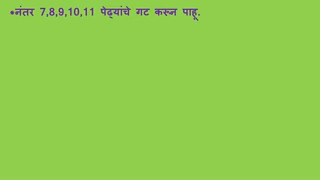 •नंतर 7,8,9,10,11 पेढ्यांचे गट करून पाहू.